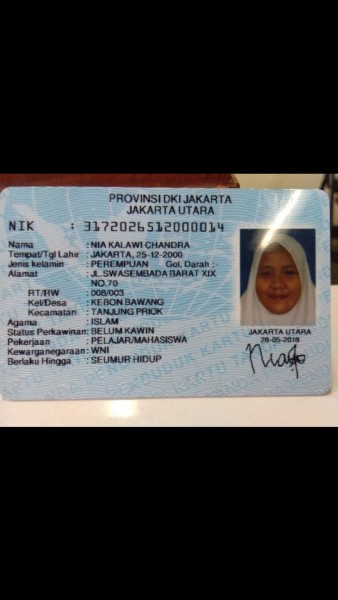 PROVINSI DKI JAKARTA
JAKARTA UTARA
NIK : 3172026512000014
Nama : NIA KALAWI CHANDRA
Tempat/Tgl Lahir : JAKARTA, 25-12-2000
Jenis kelamin : PEREMPUAN Gol. Darah : -
Alamat : JL. SWASEMBADA BARAT XIX
NO.70
RT/RW : 008/003
Kel/Desa : KEBON BAWANG
Kecamatan : TANJUNG PRIOK
Agama : ISLAM
Status Perkawinan: BELUM KAWIN
Pekerjaan : PELAJAR/MAHASISWA
Kewarganegaraan: WNI
Berlaku Hingga : SEUMUR HIDUP
JAKARTA UTARA
28-05-2018